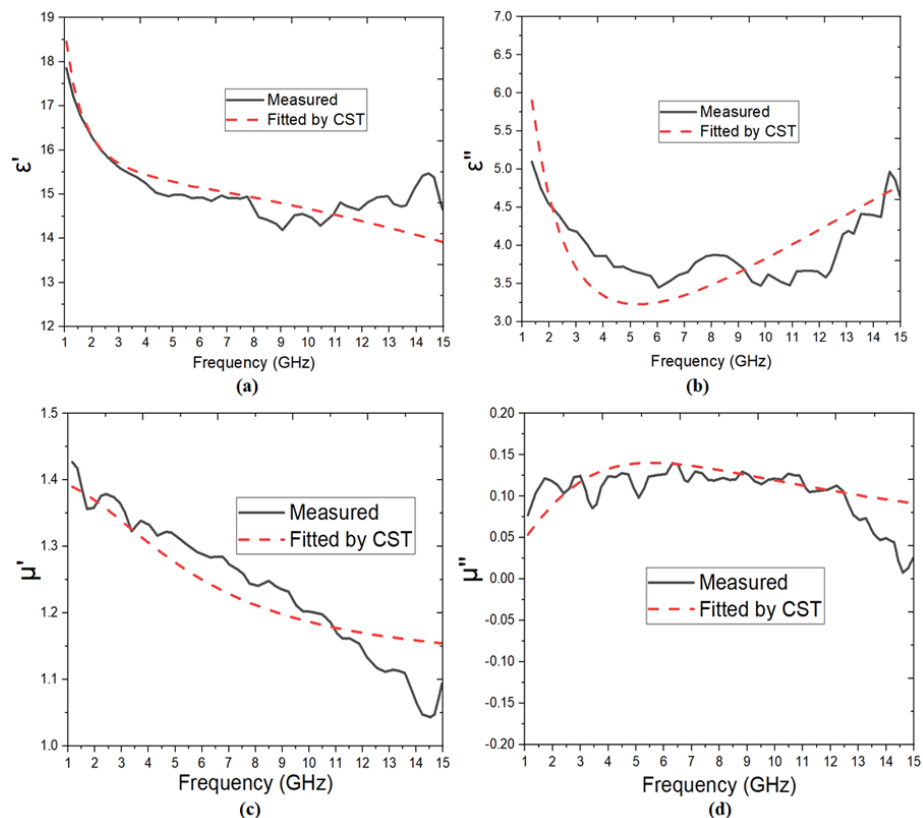 19
18
17
16
15
14
13
12
ε'
Measured
Fitted by CST
1 2 3 4 5 6 7 8 9 10 11 12 13 14 15
Frequency (GHz)
(a)
7.0
6.5
6.0
5.5
5.0
4.5
4.0
3.5
3.0
ε''
Measured
Fitted by CST
1 2 3 4 5 6 7 8 9 10 11 12 13 14 15
Frequency (GHz)
(b)
1.5
1.4
1.3
1.2
1.1
1.0
μ'
Measured
Fitted by CST
1 2 3 4 5 6 7 8 9 10 11 12 13 14 15
Frequency (GHz)
(c)
0.20
0.15
0.10
0.05
0.00
-0.05
-0.10
-0.15
-0.20
μ"
Measured
Fitted by CST
1 2 3 4 5 6 7 8 9 10 11 12 13 14 15
Frequency (GHz)
(d)